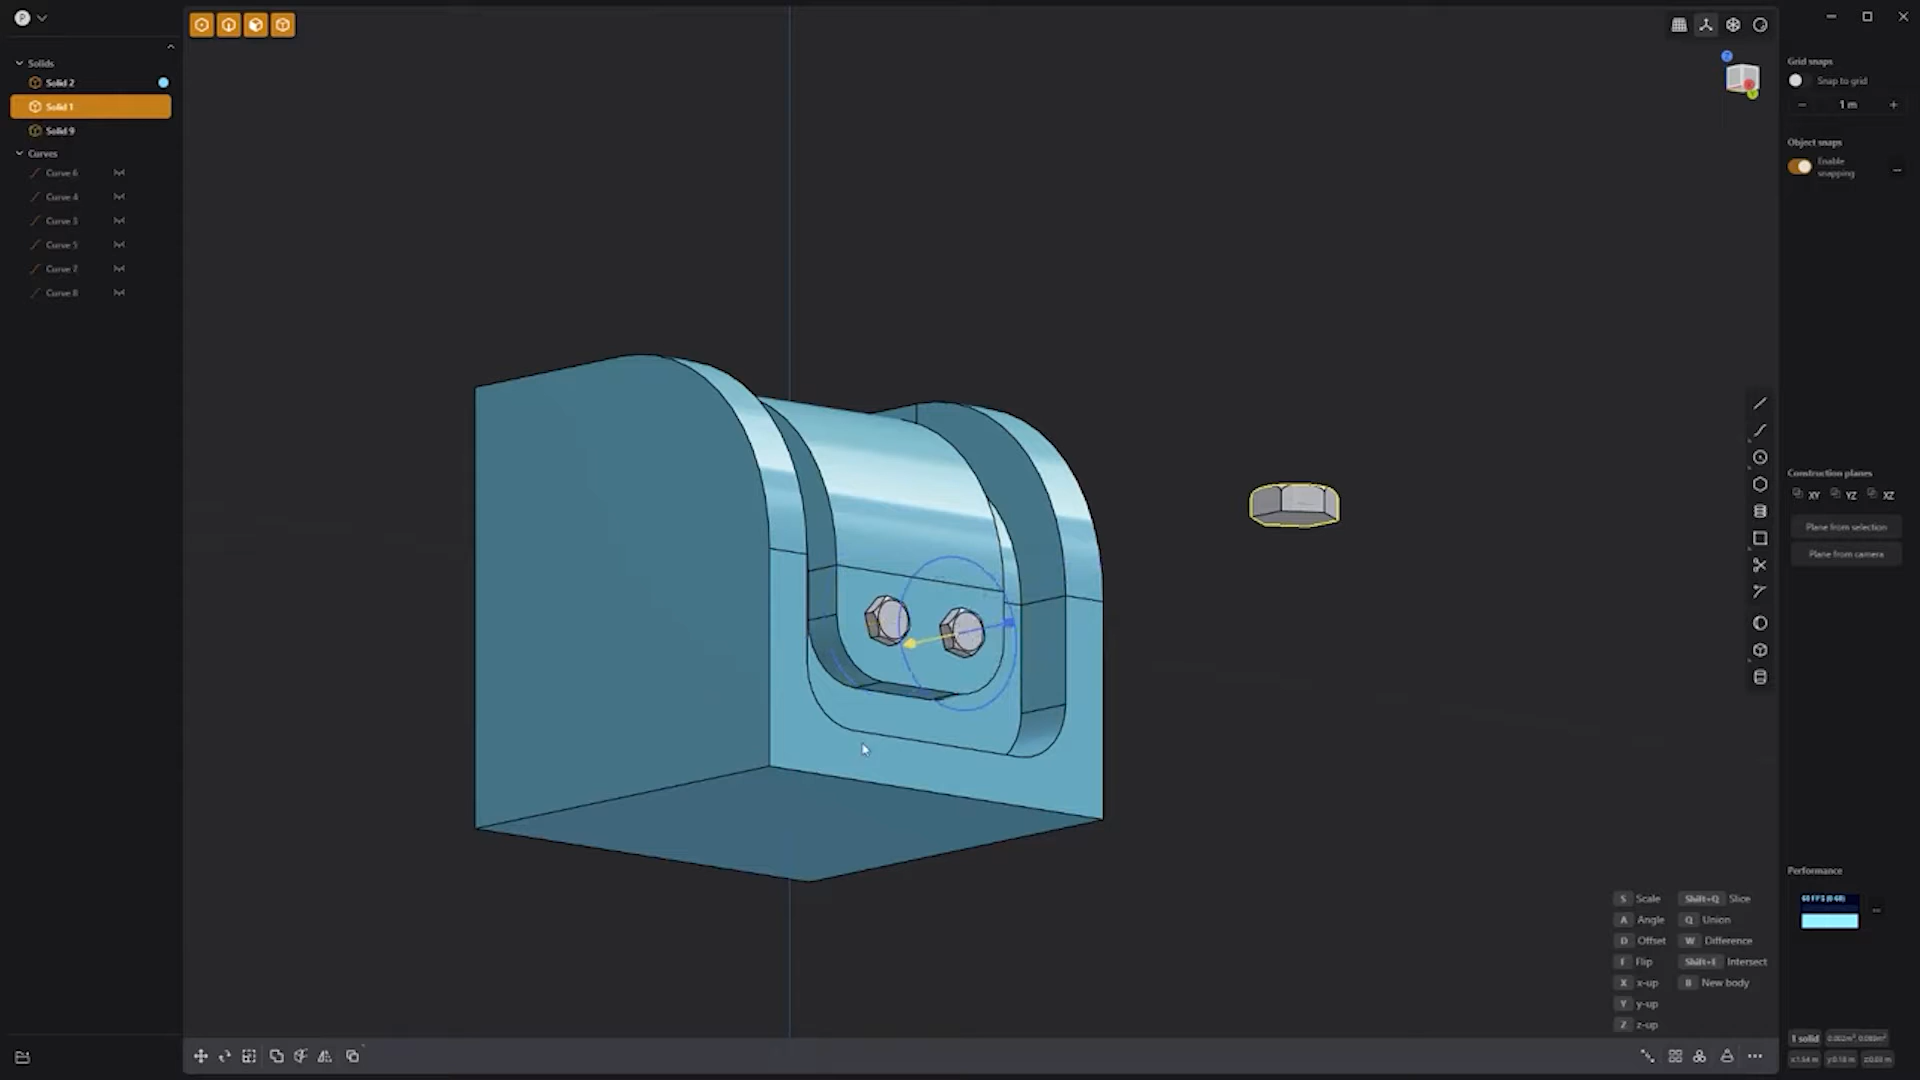 P
Solids
Solid 2
Solid 1
Solid 9
Curves
Curve 6
Curve 4
Curve 3
Curve 5
Curve 7
Curve 8
Z
Grid snaps
Snap to grid
1 m
Object snaps
Enable
snapping
Construction planes
XY YZ XZ
Plane from selection
Plane from camera
Performance
S Scale Shift+Q Slice
A Angle Q Union
D Offset W Difference
F Flip Shift+E Intersect
X x-up B New body
Y y-up
Z z-up
1 solid